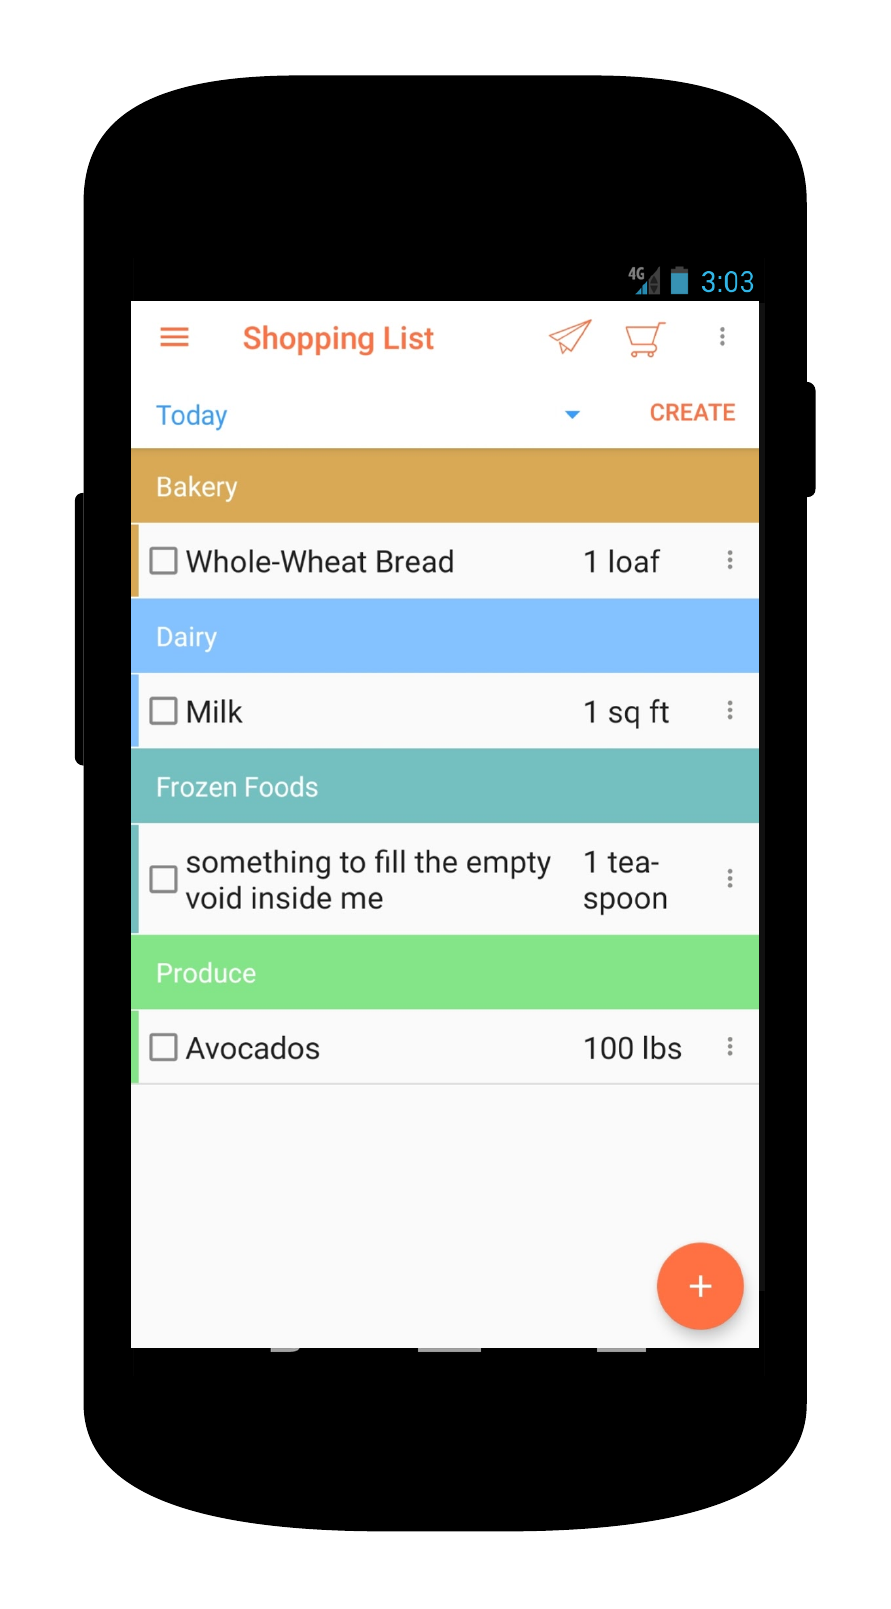 4G 3:03
Shopping List
Today CREATE
Bakery
Whole-Wheat Bread 1 loaf
Dairy
Milk 1 sq ft
Frozen Foods
something to fill the empty 1 tea-
void inside me spoon
Produce
Avocados 100 lbs
+